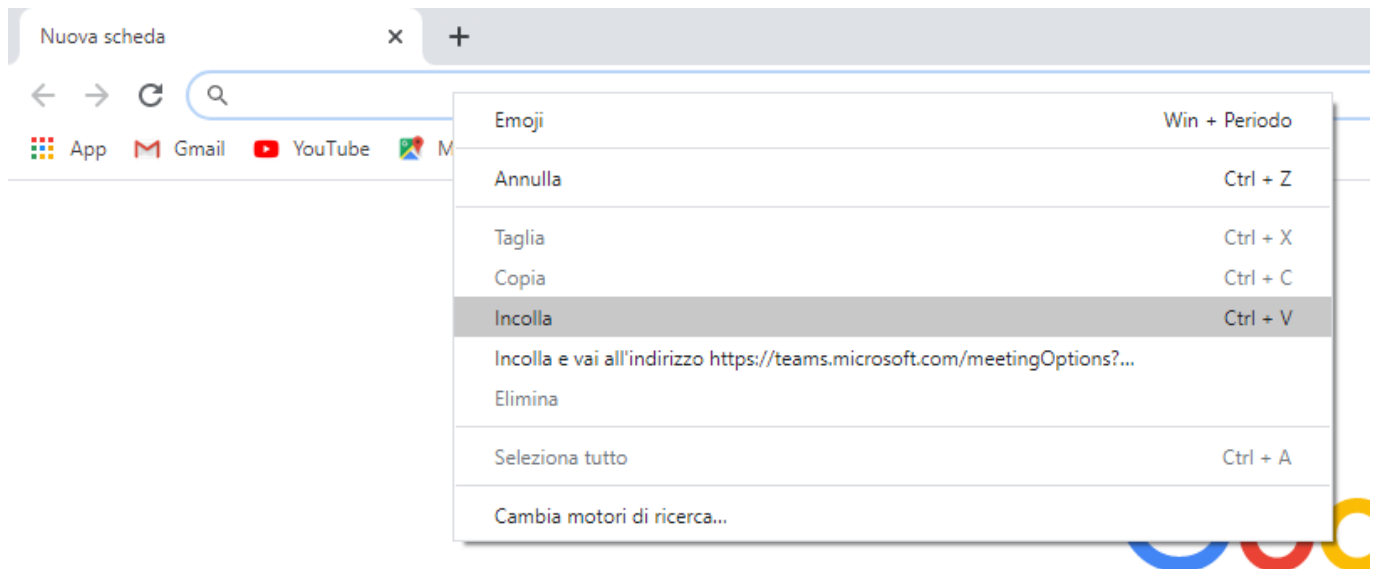 Nuova scheda
App Gmail YouTube M
Emoji Win + Periodo
Annulla Ctrl + Z
Taglia Ctrl + X
Copia Ctrl + C
Incolla Ctrl + V
Incolla e vai all'indirizzo https://teams.microsoft.com/meetingOptions?...
Elimina
Seleziona tutto Ctrl + A
Cambia motori di ricerca...